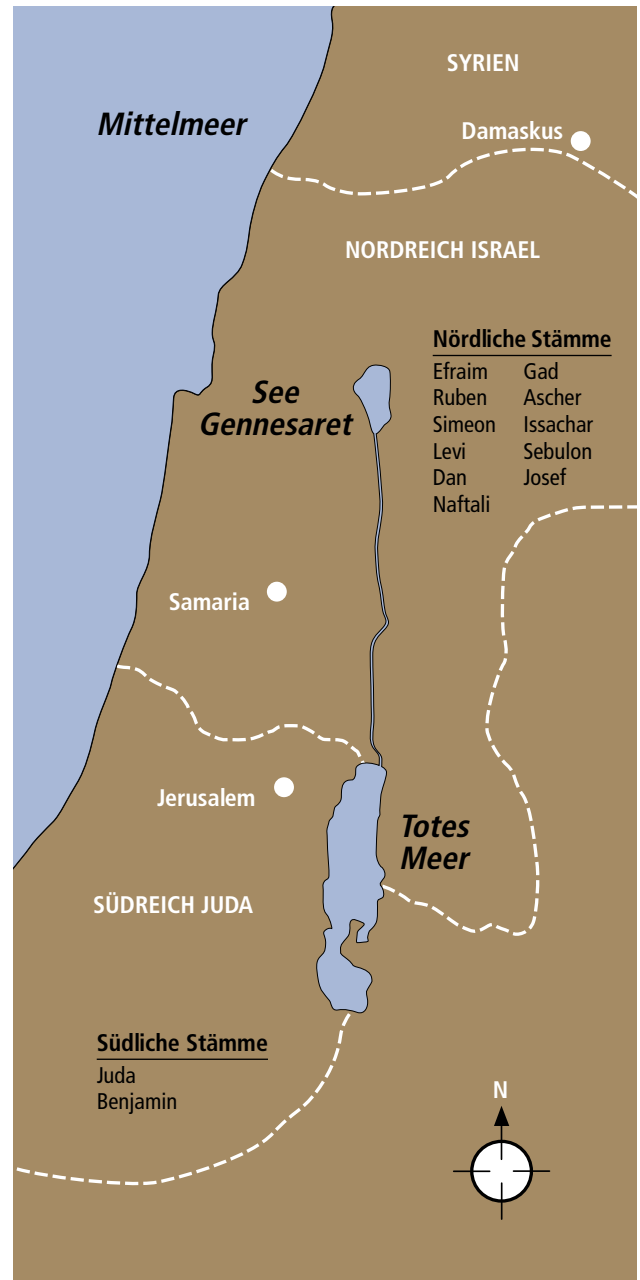 SYRIEN
Mittelmeer
Damaskus
NORDREICH ISRAEL
Nördliche Stämme
Efraim Gad
Ruben Ascher
Simeon Issachar
Levi Sebulon
Dan Josef
Naftali
See
Gennesaret
Samaria
Jerusalem
Totes
Meer
SÜDREICH JUDA
Südliche Stämme
Juda
Benjamin
N